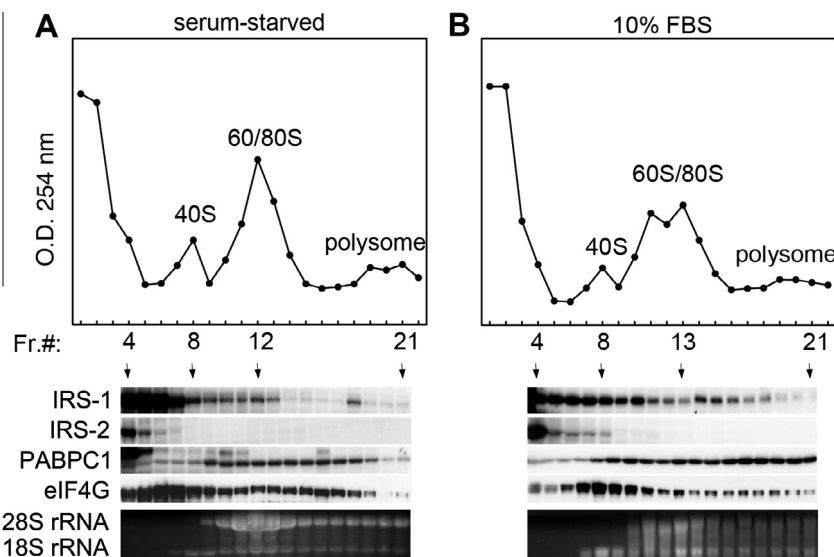 A serum-starved
B 10% FBS
O.D. 254 nm
40S
60/80S
polysome
40S
60S/80S
polysome
Fr.#: 4 8 12 21
4 8 13 21
IRS-1
IRS-2
PABPC1
eIF4G
28S rRNA
18S rRNA